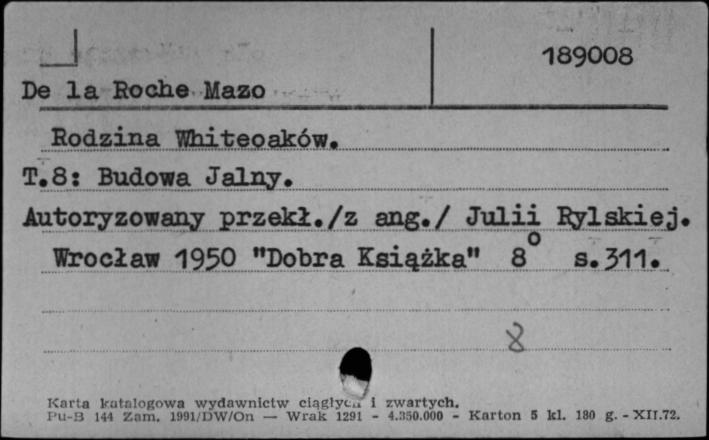 189008
De la Roche Mazo
Rodzina Whiteoaków.
T.8: Budowa Jalny.
Autoryzowany przekł./z ang./ Julii Rylskiej.
Wrocław 1950 "Dobra Książka" 8° s.311.
8
Karta katalogowa wydawnictw ciągłych i zwartych.
Pu-B 144 Zam. 1991/DW/On — Wrak 1291 - 4.350.000 - Karton 5 kl. 180 g. - XII.72.